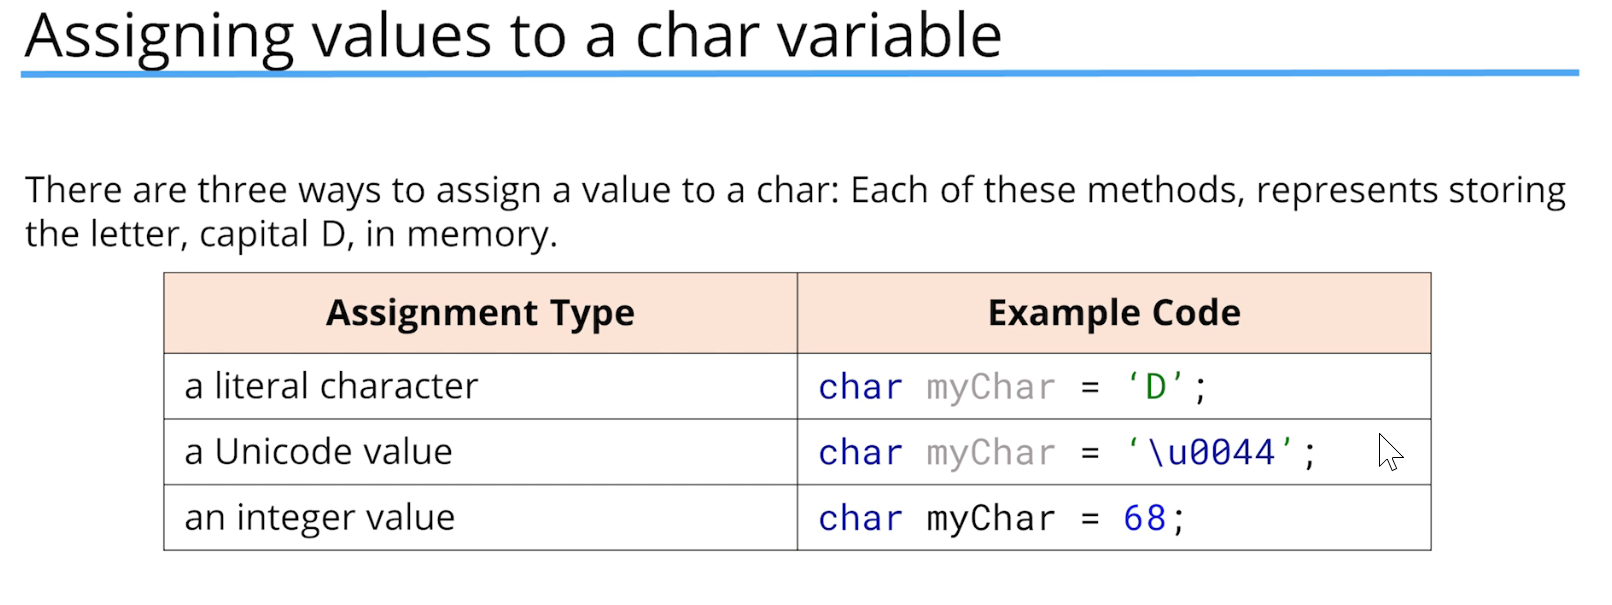 Assigning values to a char variable
There are three ways to assign a value to a char: Each of these methods, represents storing
the letter, capital D, in memory.
Assignment Type Example Code
a literal character char myChar = ‘D’;
a Unicode value char myChar = ‘\u0044’;
an integer value char myChar = 68;